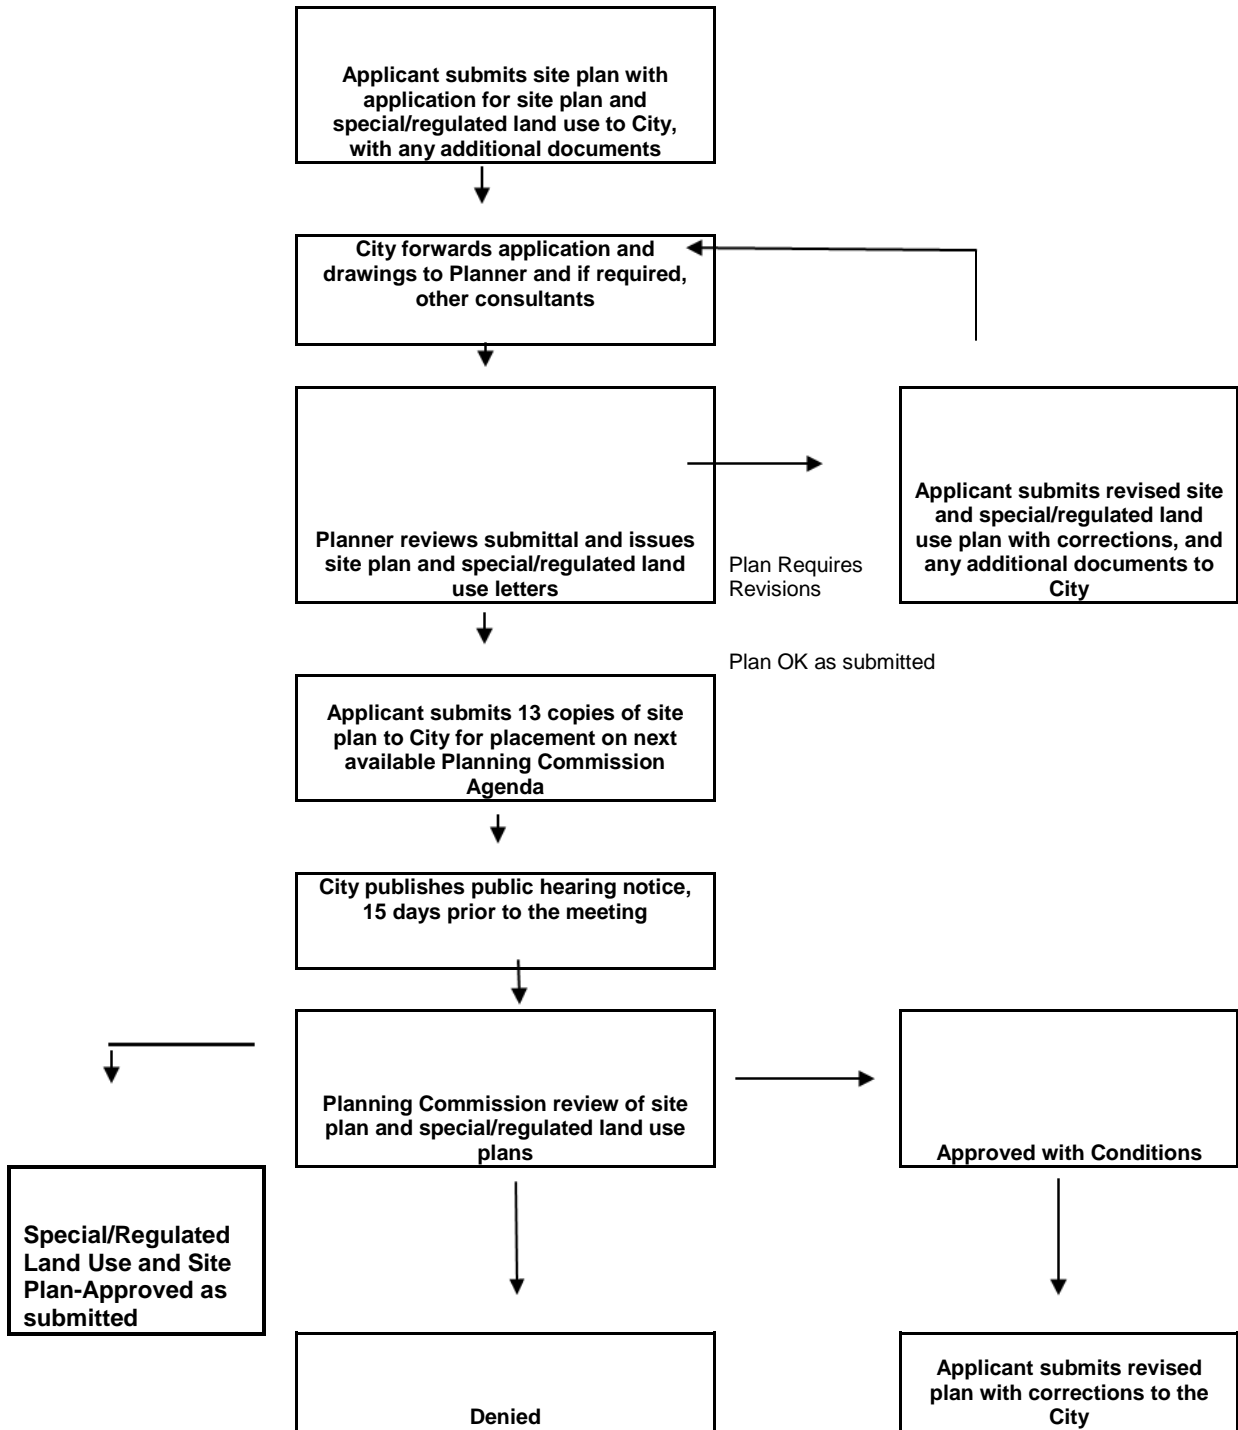 Applicant submits site plan with
application for site plan and
special/regulated land use to City,
with any additional documents
City forwards application and
drawings to Planner and if required,
other consultants
Planner reviews submittal and issues
site plan and special/regulated land
use letters
Plan Requires
Revisions
Applicant submits revised site
and special/regulated land
use plan with corrections, and
any additional documents to
City
Plan OK as submitted
Applicant submits 13 copies of site
plan to City for placement on next
available Planning Commission
Agenda
City publishes public hearing notice,
15 days prior to the meeting
Planning Commission review of site
plan and special/regulated land use
plans
Approved with Conditions
Special/Regulated
Land Use and Site
Plan-Approved as
submitted
Denied
Applicant submits revised
plan with corrections to the
City